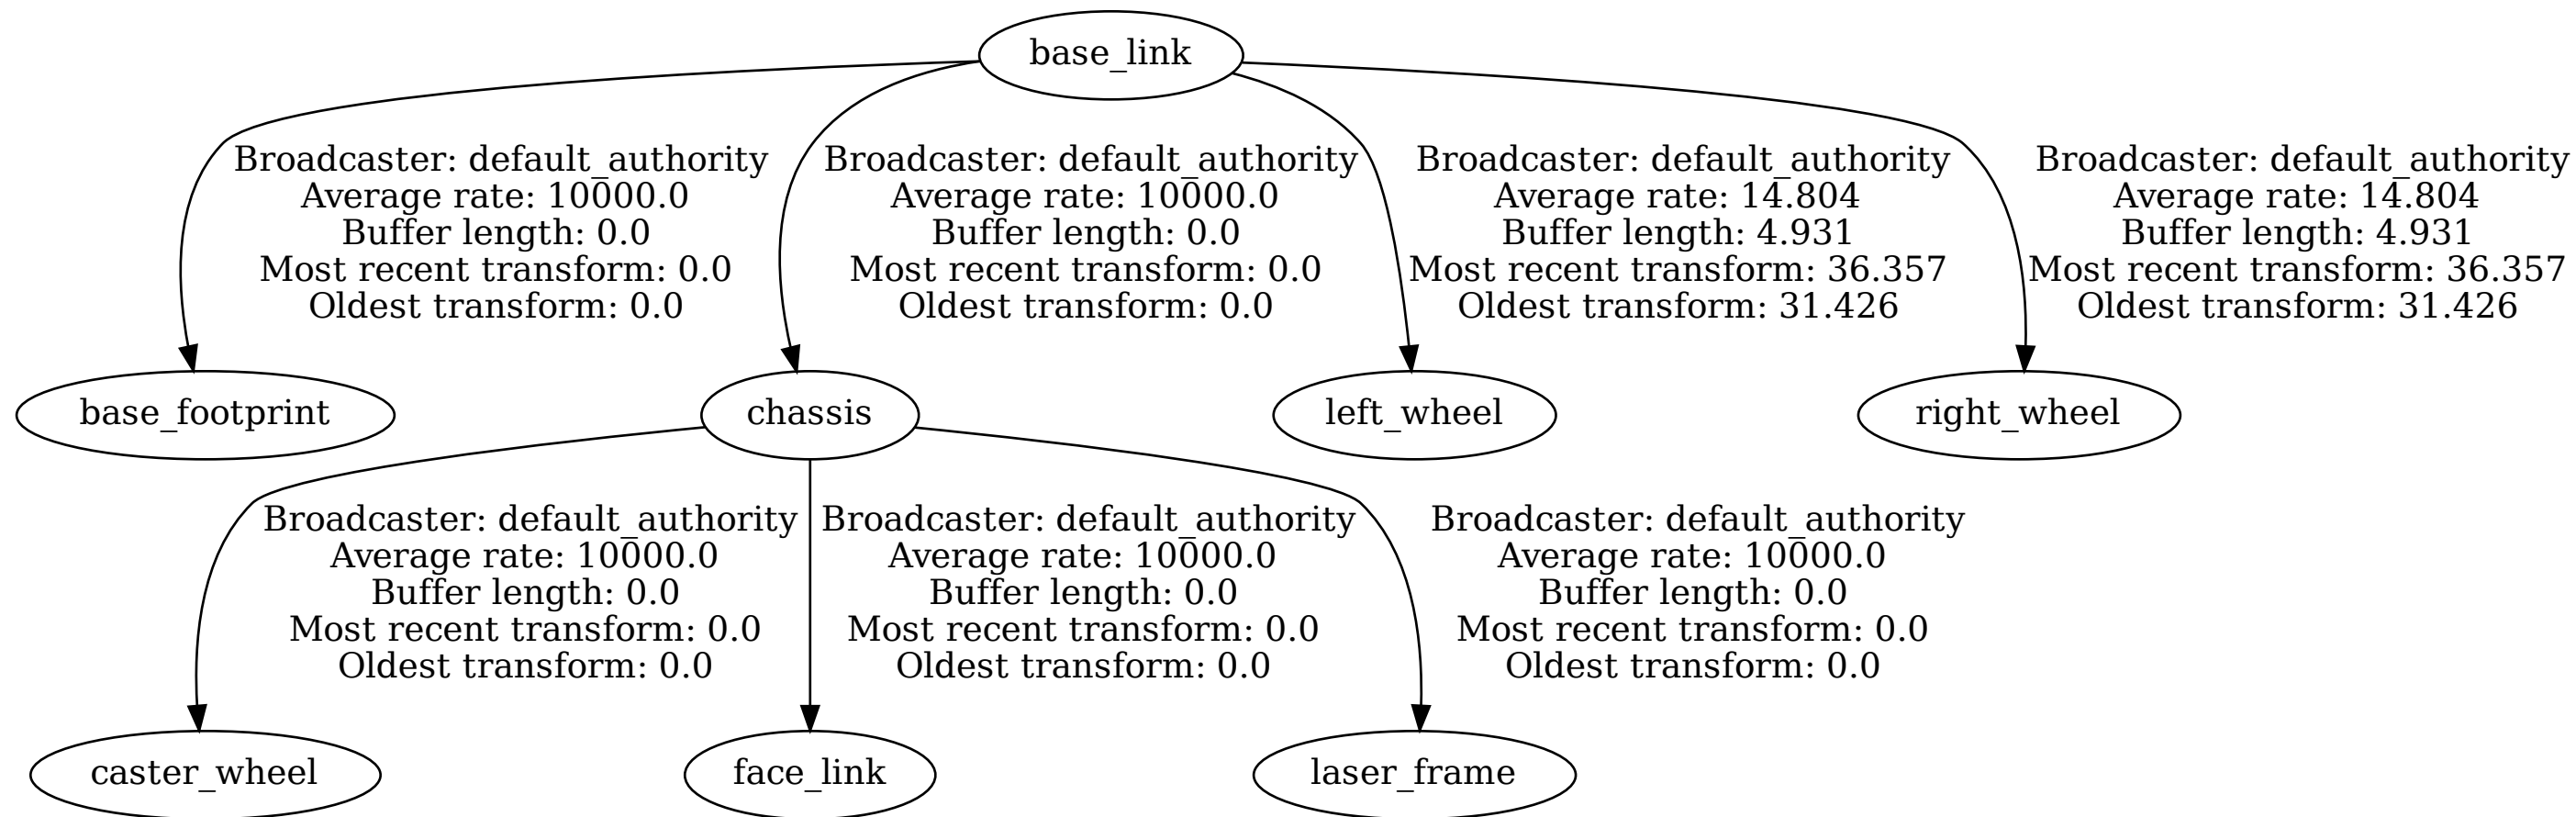 base_link
Broadcaster: default_authority
Average rate: 10000.0
Buffer length: 0.0
Most recent transform: 0.0
Oldest transform: 0.0
Broadcaster: default_authority
Average rate: 10000.0
Buffer length: 0.0
Most recent transform: 0.0
Oldest transform: 0.0
Broadcaster: default_authority
Average rate: 14.804
Buffer length: 4.931
Most recent transform: 36.357
Oldest transform: 31.426
Broadcaster: default_authority
Average rate: 14.804
Buffer length: 4.931
Most recent transform: 36.357
Oldest transform: 31.426
base_footprint
chassis
left_wheel
right_wheel
Broadcaster: default_authority
Average rate: 10000.0
Buffer length: 0.0
Most recent transform: 0.0
Oldest transform: 0.0
Broadcaster: default_authority
Average rate: 10000.0
Buffer length: 0.0
Most recent transform: 0.0
Oldest transform: 0.0
Broadcaster: default_authority
Average rate: 10000.0
Buffer length: 0.0
Most recent transform: 0.0
Oldest transform: 0.0
caster_wheel
face_link
laser_frame